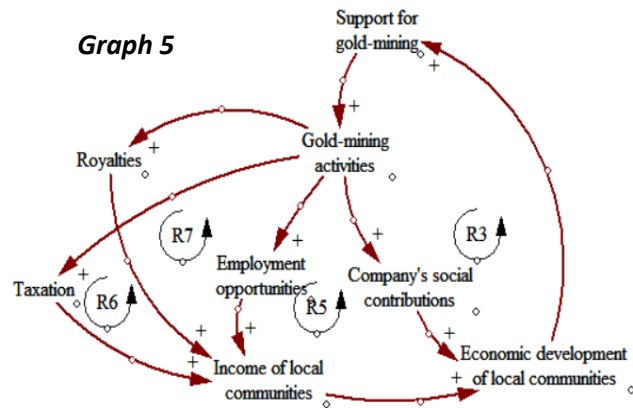 Graph 5
Support for
gold-mining
+
+
Gold-mining
activities
Royalties
+
R7
R3
+
+
Employment
opportunities
Company's social
contributions
+
Taxation
R6
R5
+
+
+
+
+
Income of local
communities
Economic development
of local communities